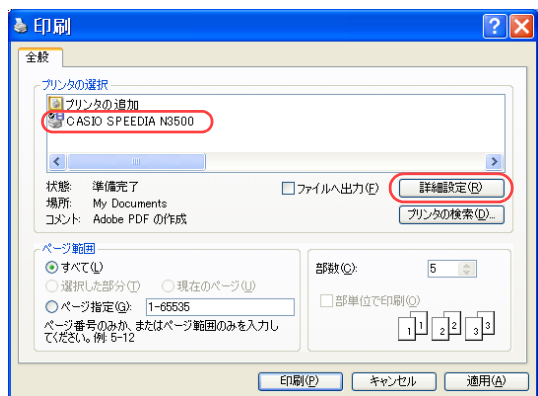 印刷
全般
プリンタの選択
プリンタの追加
CASIO SPEEDIA N3500
状態: 準備完了
場所: My Documents
コメント: Adobe PDF の作成
ファイルへ出力(F)
詳細設定(R)
プリンタの検索(D)...
ページ範囲
すべて(L)
選択した部分(T) 現在のページ(U)
ページ指定(G): 1-65535
ページ番号のみか、またはページ範囲のみを入力し
てください。例: 5-12
部数(C): 5
部単位で印刷(O)
1 1 2 2 3 3
印刷(P) キャンセル 適用(A)